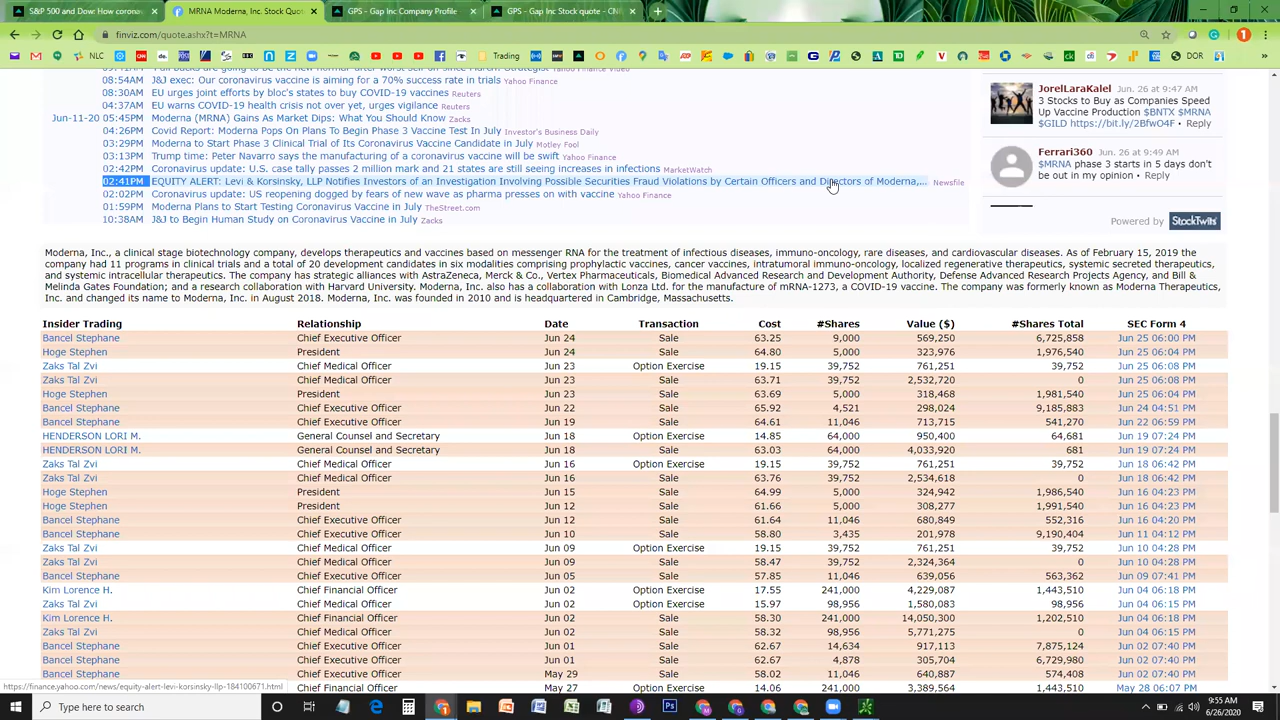 S&P 500 and Dow: How corona
MRNA Moderna, Inc. Stock Quote
GPS - Gap Inc Company Profile
GPS - Gap Inc Stock quote - CN
finviz.com/quote.ashx?t=MRNA
NLC
Trading
DOR
Yahoo Finance Video
08:54AM J&J exec: Our coronavirus vaccine is aiming for a 70% success rate in trials Yahoo Finance
08:30AM EU urges joint efforts by bloc's states to buy COVID-19 vaccines Reuters
04:37AM EU warns COVID-19 health crisis not over yet, urges vigilance Reuters
Jun-11-20 05:45PM Moderna (MRNA) Gains As Market Dips: What You Should Know Zacks
04:26PM Covid Report: Moderna Pops On Plans To Begin Phase 3 Vaccine Test In July Investor's Business Daily
03:29PM Moderna to Start Phase 3 Clinical Trial of Its Coronavirus Vaccine Candidate in July Motley Fool
03:13PM Trump time: Peter Navarro says the manufacturing of a coronavirus vaccine will be swift Yahoo Finance
02:42PM Coronavirus update: U.S. case tally passes 2 million mark and 21 states are still seeing increases in infections MarketWatch
02:41PM EQUITY ALERT: Levi & Korsinsky, LLP Notifies Investors of an Investigation Involving Possible Securities Fraud Violations by Certain Officers and Directors of Moderna,... Newsfile
02:02PM Coronavirus update: US reopening dogged by fears of new wave as pharma presses on with vaccine Yahoo Finance
01:59PM Moderna Plans to Start Testing Coronavirus Vaccine in July TheStreet.com
10:38AM J&J to Begin Human Study on Coronavirus Vaccine in July Zacks
JorelLaraKalel Jun. 26 at 9:47 AM
3 Stocks to Buy as Companies Speed
Up Vaccine Production $BNTX $MRNA
$GILD https://bit.ly/2BfwO4F · Reply
Ferrari360 Jun. 26 at 9:49 AM
$MRNA phase 3 starts in 5 days don't
be out in my opinion · Reply
Powered by StockTwits
Moderna, Inc., a clinical stage biotechnology company, develops therapeutics and vaccines based on messenger RNA for the treatment of infectious diseases, immuno-oncology, rare diseases, and cardiovascular diseases. As of February 15, 2019 the
company had 11 programs in clinical trials and a total of 20 development candidates in six modalities comprising prophylactic vaccines, cancer vaccines, intratumoral immuno-oncology, localized regenerative therapeutics, systemic secreted therapeutics,
and systemic intracellular therapeutics. The company has strategic alliances with AstraZeneca, Merck & Co., Vertex Pharmaceuticals, Biomedical Advanced Research and Development Authority, Defense Advanced Research Projects Agency, and Bill &
Melinda Gates Foundation; and a research collaboration with Harvard University. Moderna, Inc. also has a collaboration with Lonza Ltd. for the manufacture of mRNA-1273, a COVID-19 vaccine. The company was formerly known as Moderna Therapeutics,
Inc. and changed its name to Moderna, Inc. in August 2018. Moderna, Inc. was founded in 2010 and is headquartered in Cambridge, Massachusetts.
Insider Trading Relationship Date Transaction Cost #Shares Value ($) #Shares Total SEC Form 4
Bancel Stephane Chief Executive Officer Jun 24 Sale 63.25 9,000 569,250 6,725,858 Jun 25 06:00 PM
Hoge Stephen President Jun 24 Sale 64.80 5,000 323,976 1,976,540 Jun 25 06:04 PM
Zaks Tal Zvi Chief Medical Officer Jun 23 Option Exercise 19.15 39,752 761,251 39,752 Jun 25 06:08 PM
Zaks Tal Zvi Chief Medical Officer Jun 23 Sale 63.71 39,752 2,532,720 0 Jun 25 06:08 PM
Hoge Stephen President Jun 23 Sale 63.69 5,000 318,468 1,981,540 Jun 25 06:04 PM
Bancel Stephane Chief Executive Officer Jun 22 Sale 65.92 4,521 298,024 9,185,883 Jun 24 04:51 PM
Bancel Stephane Chief Executive Officer Jun 19 Sale 64.61 11,046 713,715 541,270 Jun 22 06:59 PM
HENDERSON LORI M. General Counsel and Secretary Jun 18 Option Exercise 14.85 64,000 950,400 64,681 Jun 19 07:24 PM
HENDERSON LORI M. General Counsel and Secretary Jun 18 Sale 63.03 64,000 4,033,920 681 Jun 19 07:24 PM
Zaks Tal Zvi Chief Medical Officer Jun 16 Option Exercise 19.15 39,752 761,251 39,752 Jun 18 06:42 PM
Zaks Tal Zvi Chief Medical Officer Jun 16 Sale 63.76 39,752 2,534,618 0 Jun 18 06:42 PM
Hoge Stephen President Jun 15 Sale 64.99 5,000 324,942 1,986,540 Jun 16 04:23 PM
Hoge Stephen President Jun 12 Sale 61.66 5,000 308,277 1,991,540 Jun 16 04:23 PM
Bancel Stephane Chief Executive Officer Jun 12 Sale 61.64 11,046 680,849 552,316 Jun 16 04:20 PM
Bancel Stephane Chief Executive Officer Jun 10 Sale 58.80 3,435 201,978 9,190,404 Jun 11 04:12 PM
Zaks Tal Zvi Chief Medical Officer Jun 09 Option Exercise 19.15 39,752 761,251 39,752 Jun 10 04:28 PM
Zaks Tal Zvi Chief Medical Officer Jun 09 Sale 58.47 39,752 2,324,364 0 Jun 10 04:28 PM
Bancel Stephane Chief Executive Officer Jun 05 Sale 57.85 11,046 639,056 563,362 Jun 09 07:41 PM
Kim Lorence H. Chief Financial Officer Jun 02 Option Exercise 17.55 241,000 4,229,087 1,443,510 Jun 04 06:18 PM
Zaks Tal Zvi Chief Medical Officer Jun 02 Option Exercise 15.97 98,956 1,580,083 98,956 Jun 04 06:15 PM
Kim Lorence H. Chief Financial Officer Jun 02 Sale 58.30 241,000 14,050,300 1,202,510 Jun 04 06:18 PM
Zaks Tal Zvi Chief Medical Officer Jun 02 Sale 58.32 98,956 5,771,275 0 Jun 04 06:15 PM
Bancel Stephane Chief Executive Officer Jun 01 Sale 62.67 14,634 917,113 7,875,124 Jun 02 07:40 PM
Bancel Stephane Chief Executive Officer Jun 01 Sale 62.67 4,878 305,704 6,729,980 Jun 02 07:40 PM
Bancel Stephane Chief Executive Officer May 29 Sale 58.02 11,046 640,887 574,408 Jun 02 07:40 PM
Chief Financial Officer May 27 Option Exercise 14.06 241,000 3,389,564 1,443,510 May 28 06:07 PM
https://finance.yahoo.com/news/equity-alert-levi-korsinsky-llp-184100671.html
Type here to search
9:55 AM
6/26/2020